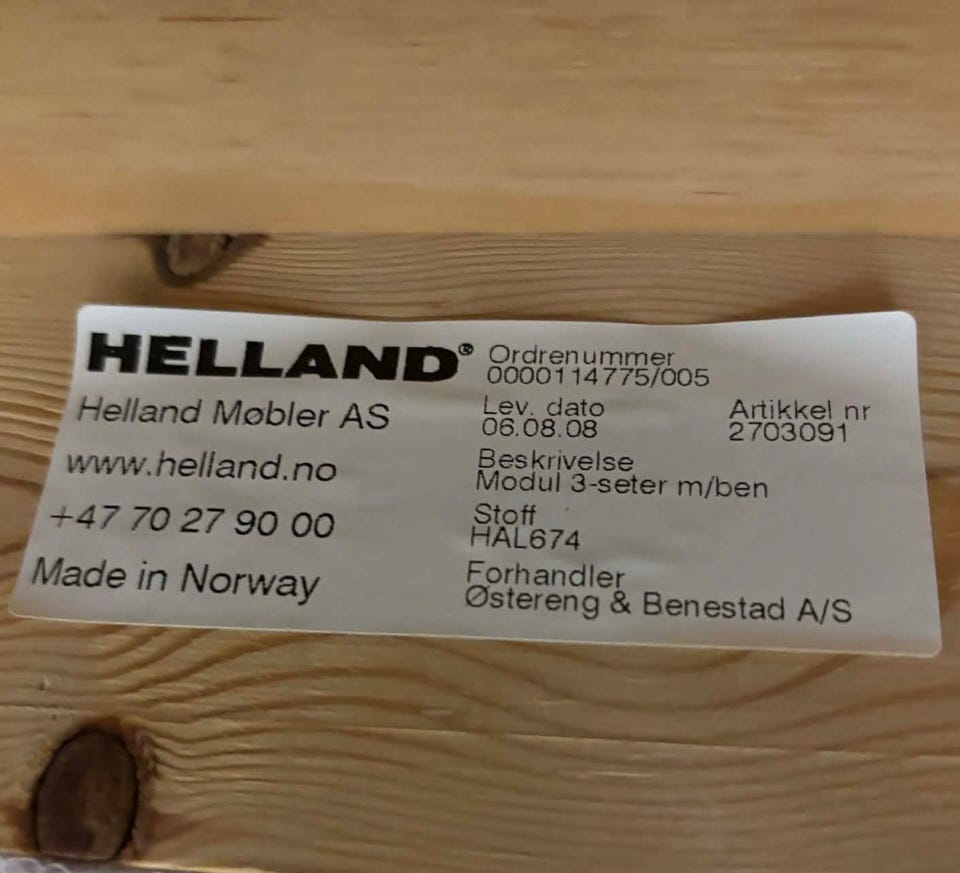 HELLAND®
Helland Møbler AS
www.helland.no
+47 70 27 90 00
Made in Norway
Ordrenummer
0000114775/005
Lev. dato Artikkel nr
06.08.08 2703091
Beskrivelse
Modul 3-seter m/ben
Stoff
HAL674
Forhandler
Østereng & Benestad A/S